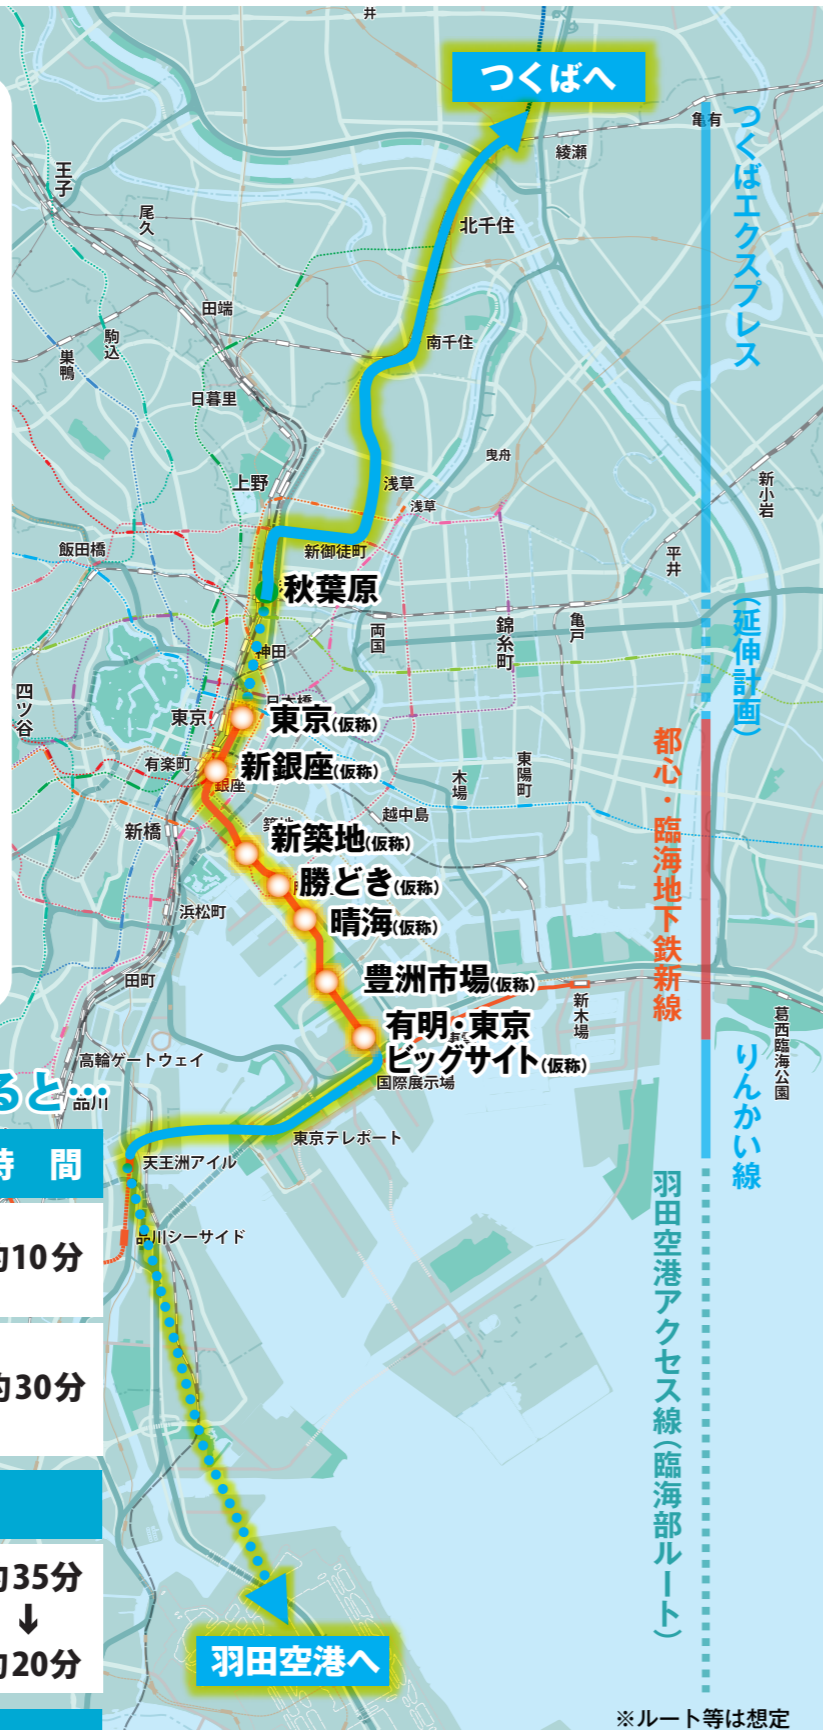 井
つくばへ
亀有
綾瀬
つくばエクスプレス
王子
尾久
北千住
田端
駒込
巣鴨
南千住
日暮里
上野
浅草
浅草
曳舟
新小岩
飯田橋
新御徒町
平井
秋葉原
両国
錦糸町
亀戸
(延伸計画)
神田
四ツ谷
東京
東京(仮称)
有楽町
新銀座(仮称)
銀座
木場
東陽町
都心・臨海地下鉄新線
越中島
新橋
新築地(仮称)
勝どき(仮称)
浜松町
晴海(仮称)
田町
豊洲市場(仮称)
新木場
葛西臨海公園
有明・東京
ビッグサイト(仮称)
高輪ゲートウェイ
国際展示場
りんかい線
ると…
品川
東京テレポート
時 間
天王洲アイル
羽田空港アクセス線(臨海部ルート)
品川シーサイド
約10分
約30分
約35分
↓
約20分
羽田空港へ
※ルート等は想定